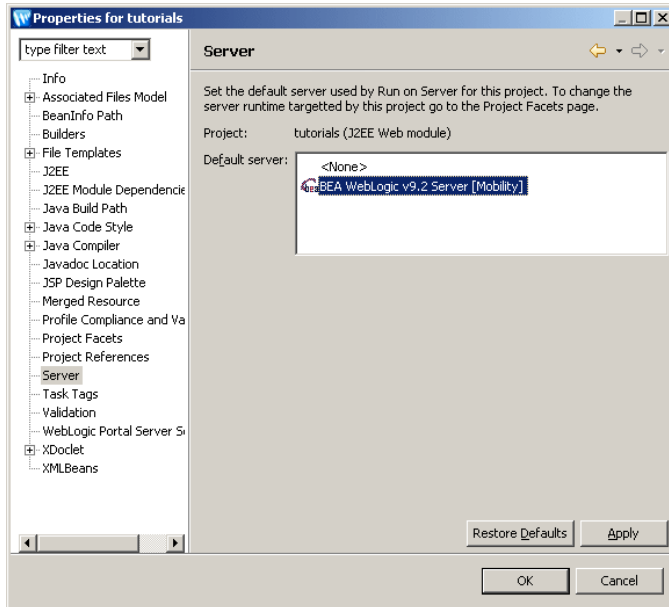 Properties for tutorials
type filter text
Info
Associated Files Model
BeanInfo Path
Builders
File Templates
J2EE
J2EE Module Dependencie
Java Build Path
Java Code Style
Java Compiler
Javadoc Location
JSP Design Palette
Merged Resource
Profile Compliance and Va
Project Facets
Project References
Server
Task Tags
Validation
WebLogic Portal Server S
XDoclet
XMLBeans
Server
Set the default server used by Run on Server for this project. To change the
server runtime targetted by this project go to the Project Facets page.
Project: tutorials (J2EE Web module)
Default server:
<None>
BEA WebLogic v9.2 Server [Mobility]
Restore Defaults
Apply
OK
Cancel